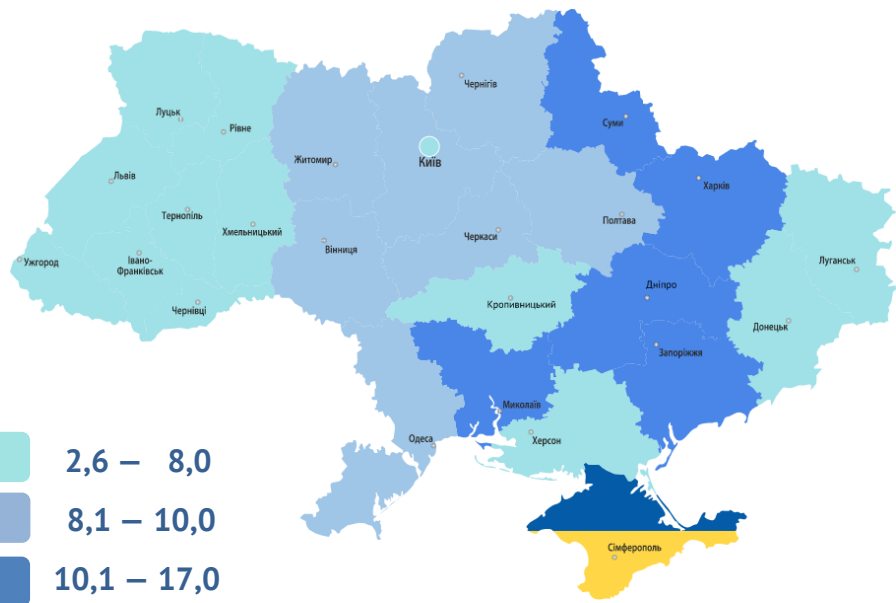 Чернігів
Луцьк
Суми
Рівне
Київ
Житомир
Львів
Харків
Тернопіль
Полтава
Хмельницький
Черкаси
Вінниця
Ужгород
Івано-
Франківськ
Луганськ
Дніпро
Кропивницький
Чернівці
Донецьк
Запоріжжя
Миколаїв
Одеса
Херсон
2,6 — 8,0
8,1 — 10,0
Сімферополь
10,1 — 17,0